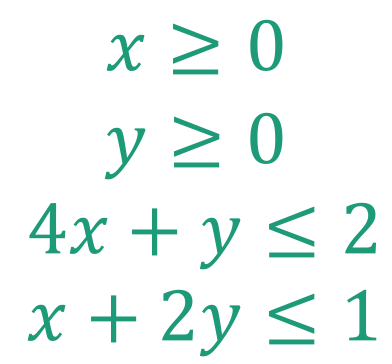 x ≥ 0
y ≥ 0
4x + y ≤ 2
x + 2y ≤ 1